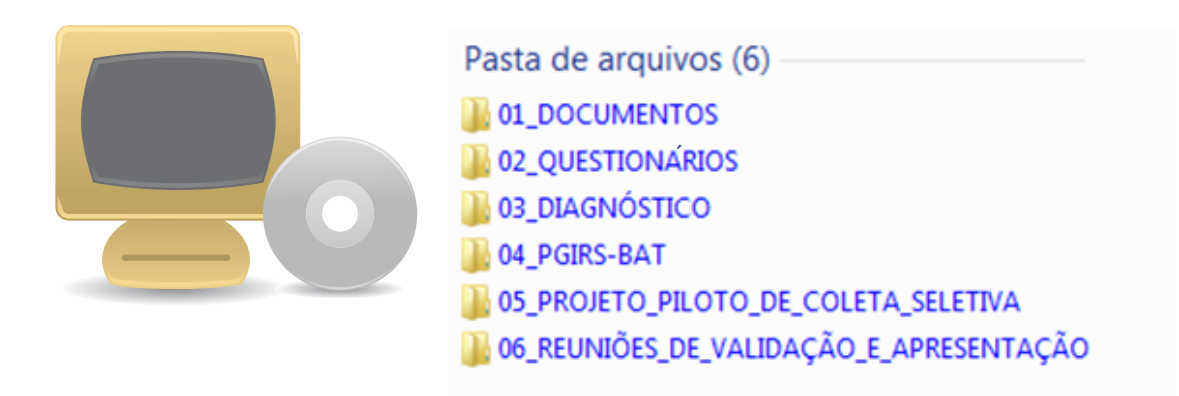 Pasta de arquivos (6)
01_DOCUMENTOS
02_QUESTIONÁRIOS
03_DIAGNÓSTICO
04_PGIRS-BAT
05_PROJETO_PILOTO_DE_COLETA_SELETIVA
06_REUNIÕES_DE_VALIDAÇÃO_E_APRESENTAÇÃO